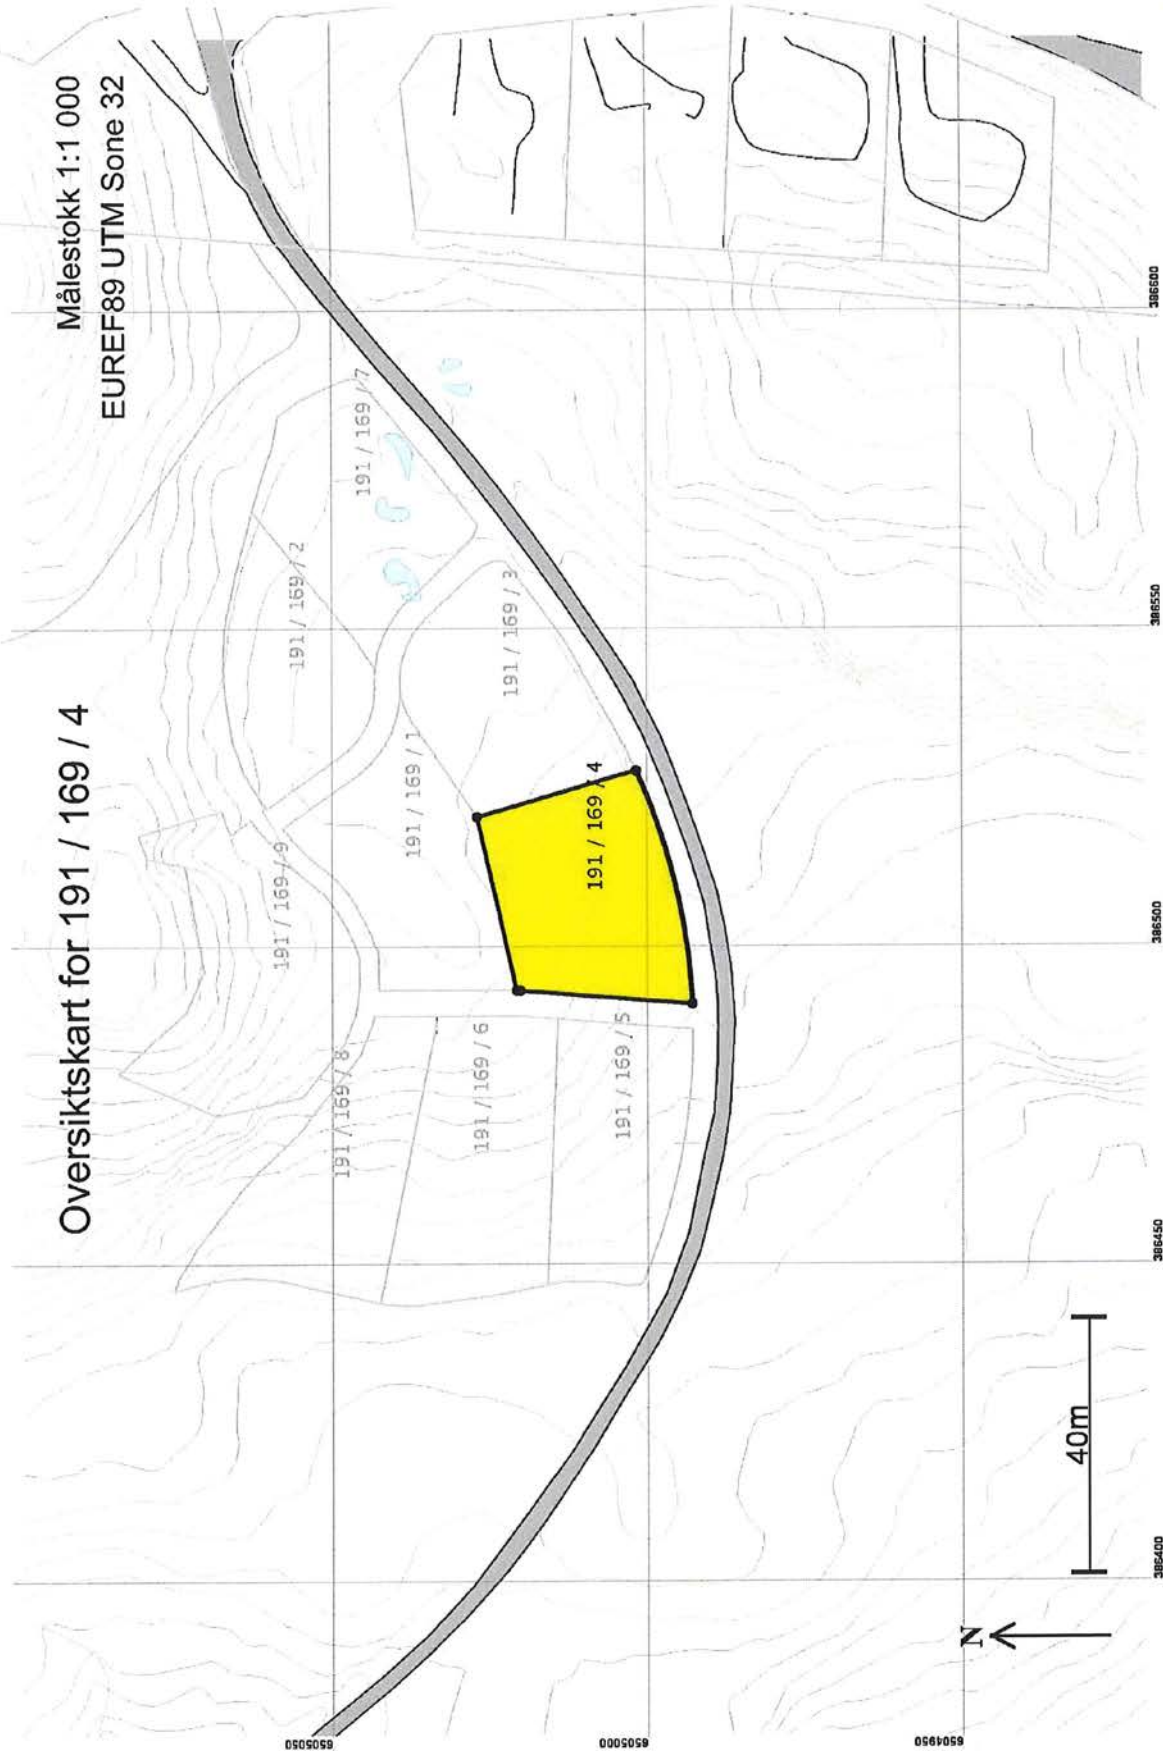 Oversiktskart for 191 / 169 / 4
Målestokk 1:1 000
EUREF89 UTM Sone 32
191 / 169 / 9
191 / 169 / 2
191 / 169 / 7
191 / 169 / 8
191 / 169 / 1
191 / 169 / 6
191 / 169 / 3
191 / 169 / 4
191 / 169 / 5
6505050
6505000
6504950
N
40m
386400
386450
386500
386550
386600